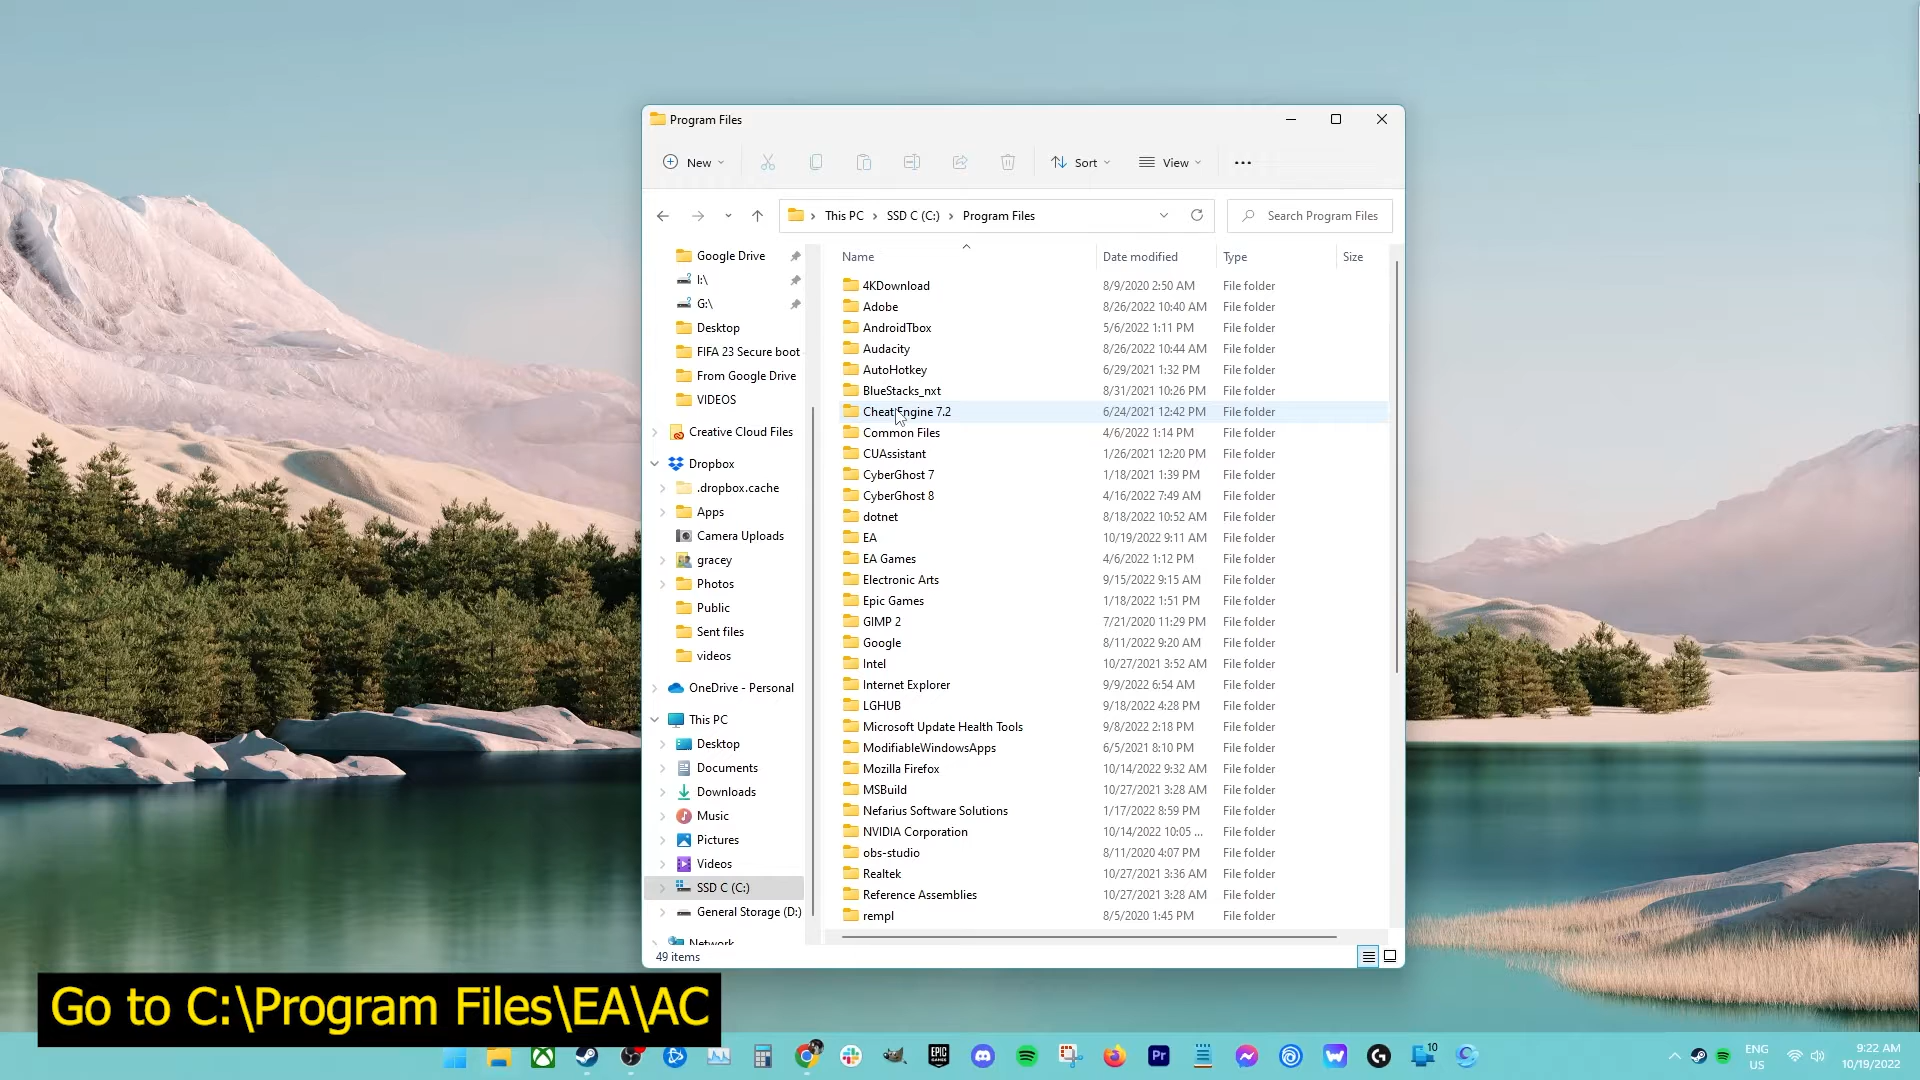 Program Files
New
Sort
View
This PC
SSD C (C:)
Program Files
Search Program Files
Google Drive
I:\
G:\
Desktop
FIFA 23 Secure boot
From Google Drive
VIDEOS
Creative Cloud Files
Dropbox
.dropbox.cache
Apps
Camera Uploads
gracey
Photos
Public
Sent files
videos
OneDrive - Personal
This PC
Desktop
Documents
Downloads
Music
Pictures
Videos
SSD C (C:)
General Storage (D:)
Network
Name Date modified Type Size
4KDownload 8/9/2020 2:50 AM File folder
Adobe 8/26/2022 10:40 AM File folder
AndroidTbox 5/6/2022 1:11 PM File folder
Audacity 8/26/2022 10:44 AM File folder
AutoHotkey 6/29/2021 1:32 PM File folder
BlueStacks_nxt 8/31/2021 10:26 PM File folder
Cheat Engine 7.2 6/24/2021 12:42 PM File folder
Common Files 4/6/2022 1:14 PM File folder
CUAssistant 1/26/2021 12:20 PM File folder
CyberGhost 7 1/18/2021 1:39 PM File folder
CyberGhost 8 4/16/2022 7:49 AM File folder
dotnet 8/18/2022 10:52 AM File folder
EA 10/19/2022 9:11 AM File folder
EA Games 4/6/2022 1:12 PM File folder
Electronic Arts 9/15/2022 9:15 AM File folder
Epic Games 1/18/2022 1:51 PM File folder
GIMP 2 7/21/2020 11:29 PM File folder
Google 8/11/2022 9:20 AM File folder
Intel 10/27/2021 3:52 AM File folder
Internet Explorer 9/9/2022 6:54 AM File folder
LGHUB 9/18/2022 4:28 PM File folder
Microsoft Update Health Tools 9/8/2022 2:18 PM File folder
ModifiableWindowsApps 6/5/2021 8:10 PM File folder
Mozilla Firefox 10/14/2022 9:32 AM File folder
MSBuild 10/27/2021 3:28 AM File folder
Nefarius Software Solutions 1/17/2022 8:59 PM File folder
NVIDIA Corporation 10/14/2022 10:05 ... File folder
obs-studio 8/11/2020 4:07 PM File folder
Realtek 10/27/2021 3:36 AM File folder
Reference Assemblies 10/27/2021 3:28 AM File folder
rempl 8/5/2020 1:45 PM File folder
49 items
Go to C:\Program Files\EA\AC
EPIC GAMES
Pr
10
ENG
US
9:22 AM
10/19/2022